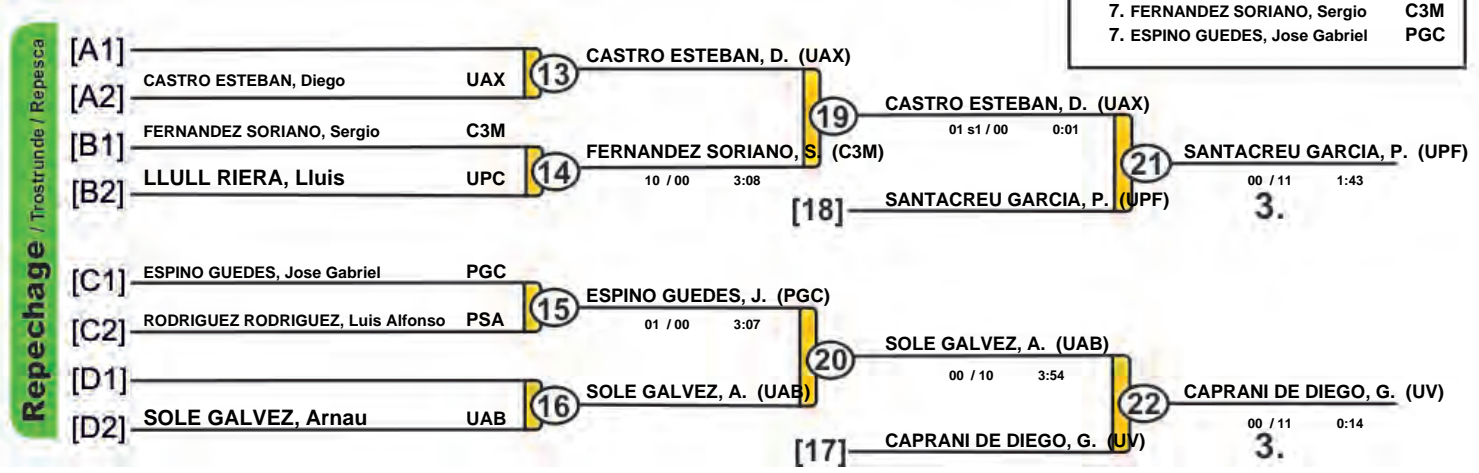 7. FERNANDEZ SORIANO, Sergio C3M
7. ESPINO GUEDES, Jose Gabriel PGC
Repechage / Trostrunde / Repesca
[A1]
CASTRO ESTEBAN, Diego UAX
[A2]
13
CASTRO ESTEBAN, D. (UAX)
FERNANDEZ SORIANO, Sergio C3M
[B1]
LLULL RIERA, Lluis UPC
[B2]
14
FERNANDEZ SORIANO, S. (C3M)
10 / 00 3:08
19
CASTRO ESTEBAN, D. (UAX)
01 s1 / 00 0:01
[18]
SANTACREU GARCIA, P. (UPF)
21
SANTACREU GARCIA, P. (UPF)
00 / 11 1:43
3.
ESPINO GUEDES, Jose Gabriel PGC
[C1]
RODRIGUEZ RODRIGUEZ, Luis Alfonso PSA
[C2]
15
ESPINO GUEDES, J. (PGC)
01 / 00 3:07
[D1]
SOLE GALVEZ, Arnau UAB
[D2]
16
SOLE GALVEZ, A. (UAB)
20
SOLE GALVEZ, A. (UAB)
00 / 10 3:54
[17]
CAPRANI DE DIEGO, G. (UV)
22
CAPRANI DE DIEGO, G. (UV)
00 / 11 0:14
3.